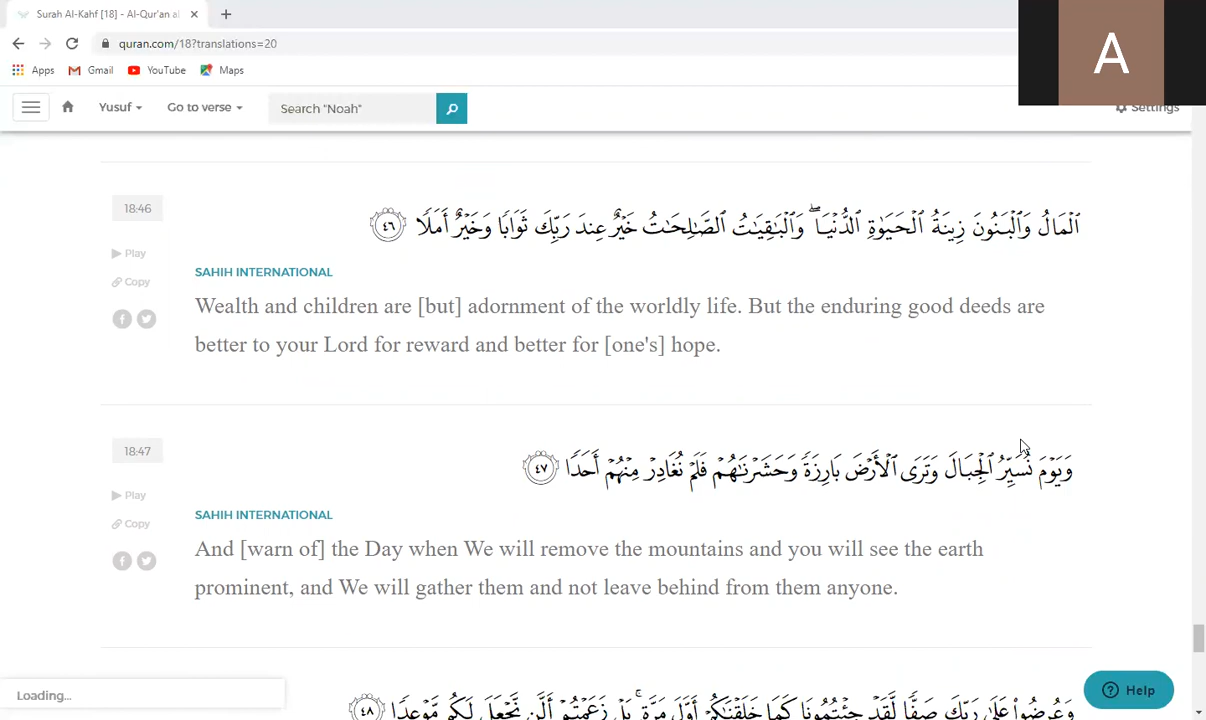 Surah Al-Kahf [18] - Al-Qur'an al
quran.com/18?translations=20
Apps Gmail YouTube Maps
A
Yusuf Go to verse Search "Noah" Settings
18:46
ٱلْمَالُ وَٱلْبَنُونَ زِينَةُ ٱلْحَيَوٰةِ ٱلدُّنْيَا ۖ وَٱلْبَـٰقِيَـٰتُ ٱلصَّـٰلِحَـٰتُ خَيْرٌ عِندَ رَبِّكَ ثَوَابًا وَخَيْرٌ أَمَلًا ٤٦
Play
SAHIH INTERNATIONAL
Copy
Wealth and children are [but] adornment of the worldly life. But the enduring good deeds are
better to your Lord for reward and better for [one's] hope.
18:47
وَيَوْمَ نُسَيِّرُ ٱلْجِبَالَ وَتَرَى ٱلْأَرْضَ بَارِزَةً وَحَشَرْنَـٰهُمْ فَلَمْ نُغَادِرْ مِنْهُمْ أَحَدًا ٤٧
Play
SAHIH INTERNATIONAL
Copy
And [warn of] the Day when We will remove the mountains and you will see the earth
prominent, and We will gather them and not leave behind from them anyone.
وَعُرِضُوا۟ عَلَىٰ رَبِّكَ صَفًّا لَّقَدْ جِئْتُمُونَا كَمَا خَلَقْنَـٰكُمْ أَوَّلَ مَرَّةٍۭ ۚ بَلْ زَعَمْتُمْ أَلَّن نَّجْعَلَ لَكُم مَّوْعِدًا ٤٨
Loading...
Help